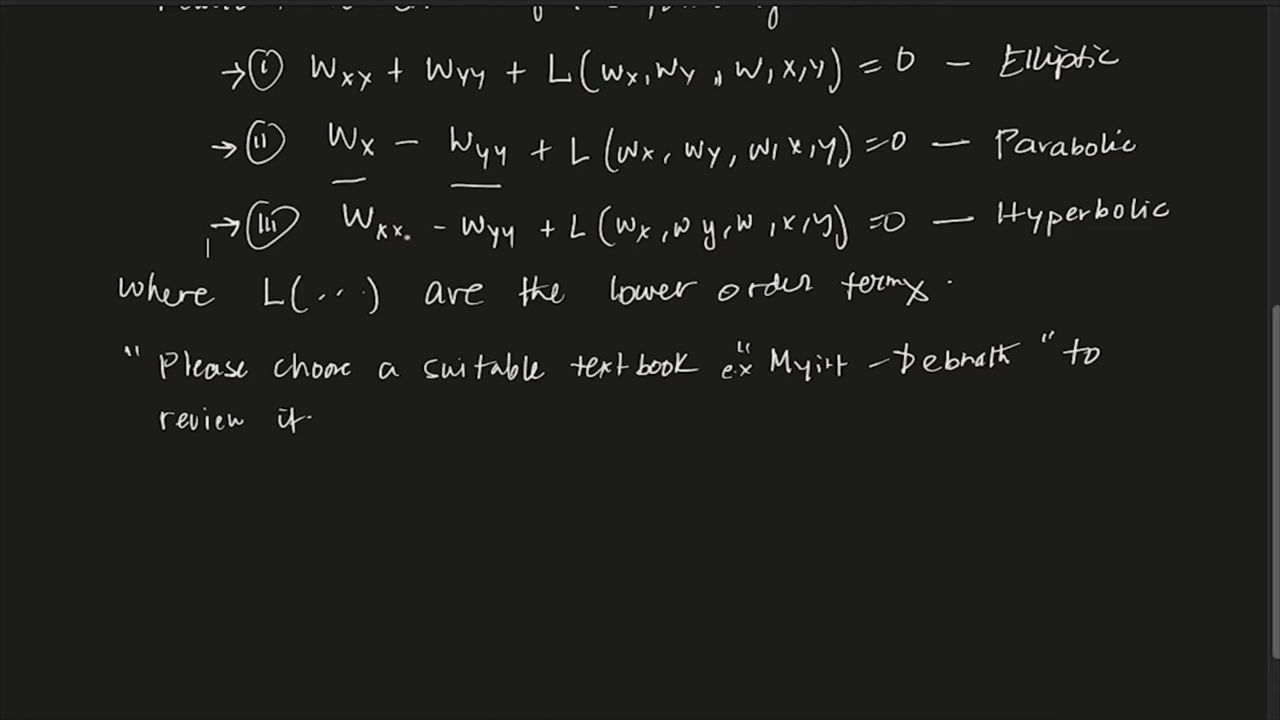 → (i) Wxx + Wyy + L(Wx, Wy, W, x, y) = 0 — Elliptic
→ (ii) Wx − Wyy + L(Wx, Wy, W, x, y) = 0 — Parabolic
→ (iii) Wxx − Wyy + L(Wx, Wy, W, x, y) = 0 — Hyperbolic
where L(...) are the lower order terms.
"Please choose a suitable textbook ex "Myint - Debnath" to
review it.